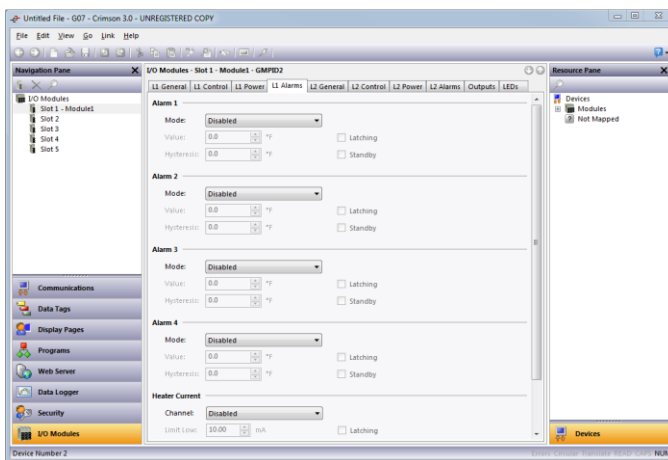 Untitled File - G07 - Crimson 3.0 - UNREGISTERED COPY
File Edit View Go Link Help
Navigation Pane
I/O Modules - Slot 1 - Module1 - GMPID2
Resource Pane
L1 General L1 Control L1 Power L1 Alarms L2 General L2 Control L2 Power L2 Alarms Outputs LEDs
I/O Modules
Slot 1 - Module1
Slot 2
Slot 3
Slot 4
Slot 5
Communications
Data Tags
Display Pages
Programs
Web Server
Data Logger
Security
I/O Modules
Alarm 1
Mode: Disabled
Value: 0.0 °F Latching
Hysteresis: 0.0 °F Standby
Alarm 2
Mode: Disabled
Value: 0.0 °F Latching
Hysteresis: 0.0 °F Standby
Alarm 3
Mode: Disabled
Value: 0.0 °F Latching
Hysteresis: 0.0 °F Standby
Alarm 4
Mode: Disabled
Value: 0.0 °F Latching
Hysteresis: 0.0 °F Standby
Heater Current
Channel: Disabled
Limit Low: 10.00 mA Latching
Devices
Modules
Not Mapped
Devices
Device Number 2
Errors Circular Translate READ CAPS NUM